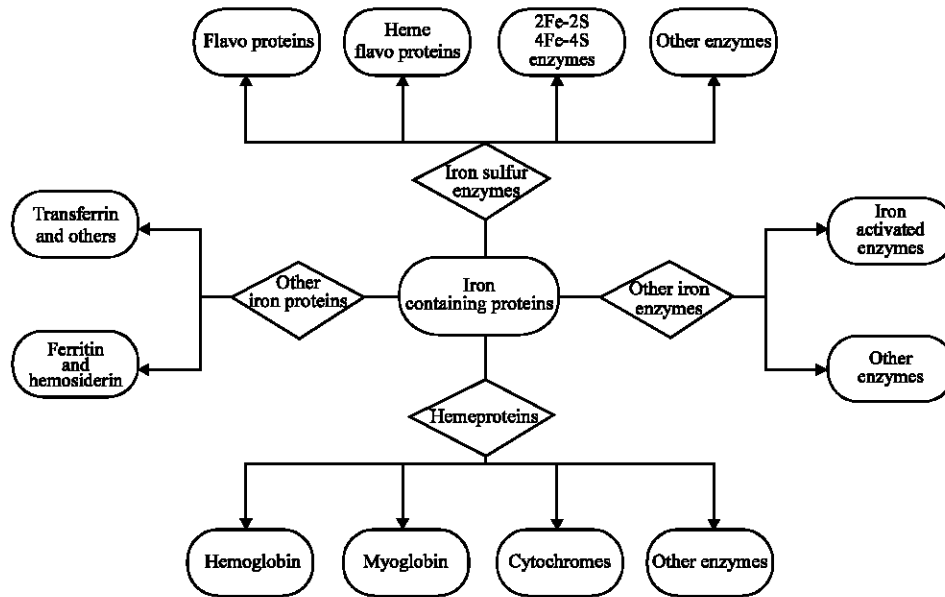 Flavo proteins
Heme
flavo proteins
2Fe-2S
4Fe-4S
enzymes
Other enzymes
Iron sulfur
enzymes
Transferrin
and others
Iron
activated
enzymes
Other
iron proteins
Iron
containing proteins
Other iron
enzymes
Ferritin
and
hemosiderin
Other
enzymes
Hemeproteins
Hemoglobin
Myoglobin
Cytochromes
Other enzymes